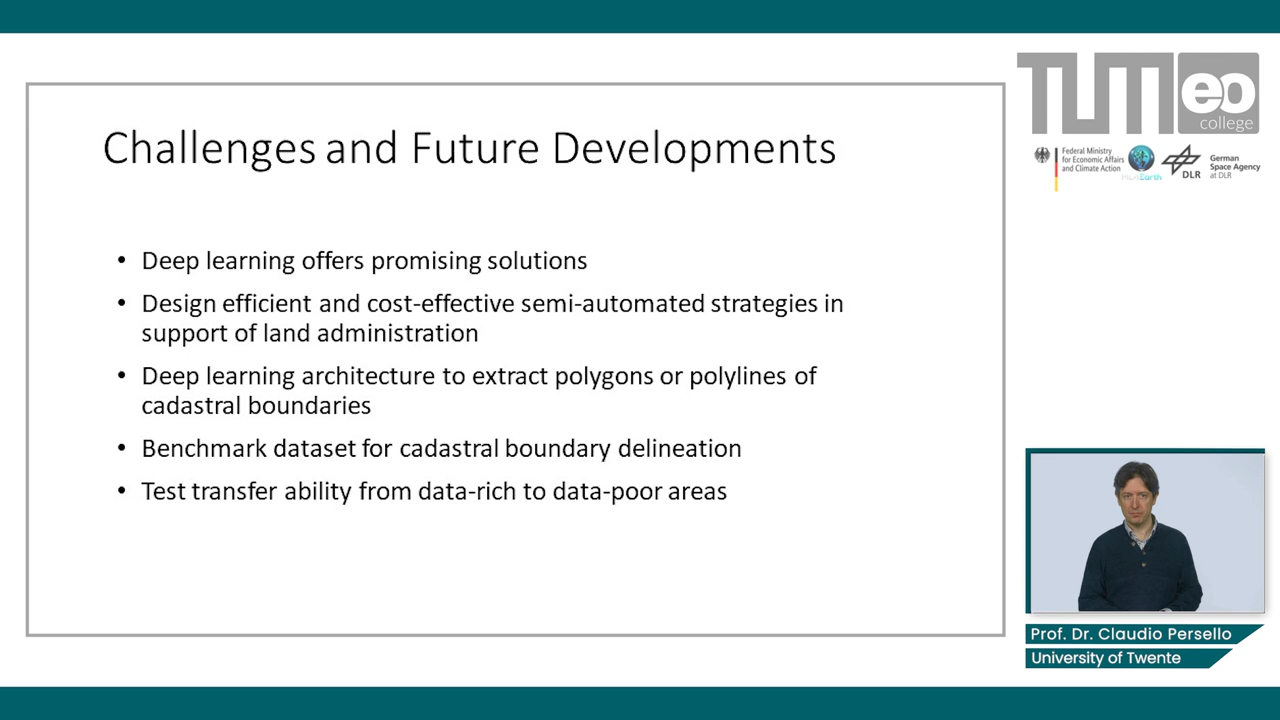 Challenges and Future Developments
• Deep learning offers promising solutions
• Design efficient and cost-effective semi-automated strategies in
support of land administration
• Deep learning architecture to extract polygons or polylines of
cadastral boundaries
• Benchmark dataset for cadastral boundary delineation
• Test transfer ability from data-rich to data-poor areas
TUM eo
college
Federal Ministry
for Economic Affairs
and Climate Action
ML4Earth
DLR
German
Space Agency
at DLR
Prof. Dr. Claudio Persello
University of Twente